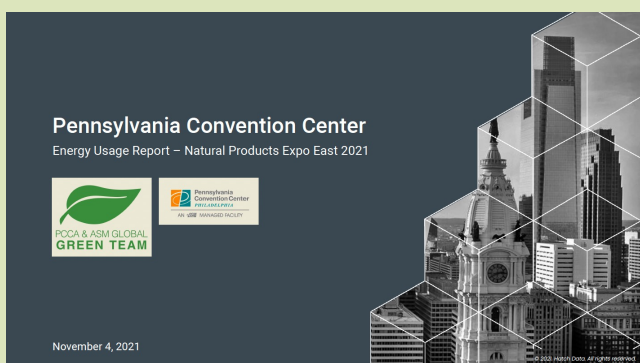 Pennsylvania Convention Center
Energy Usage Report – Natural Products Expo East 2021
PCCA & ASM GLOBAL
GREEN TEAM
Pennsylvania
Convention Center
PHILADELPHIA
AN asm MANAGED FACILITY
November 4, 2021
© 2021 Hatch Data. All rights reserved.